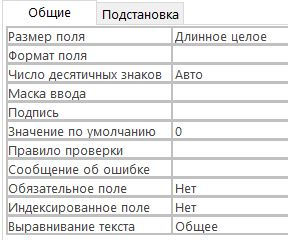 Общие Подстановка
Размер поля Длинное целое
Формат поля
Число десятичных знаков Авто
Маска ввода
Подпись
Значение по умолчанию 0
Правило проверки
Сообщение об ошибке
Обязательное поле Нет
Индексированное поле Нет
Выравнивание текста Общее